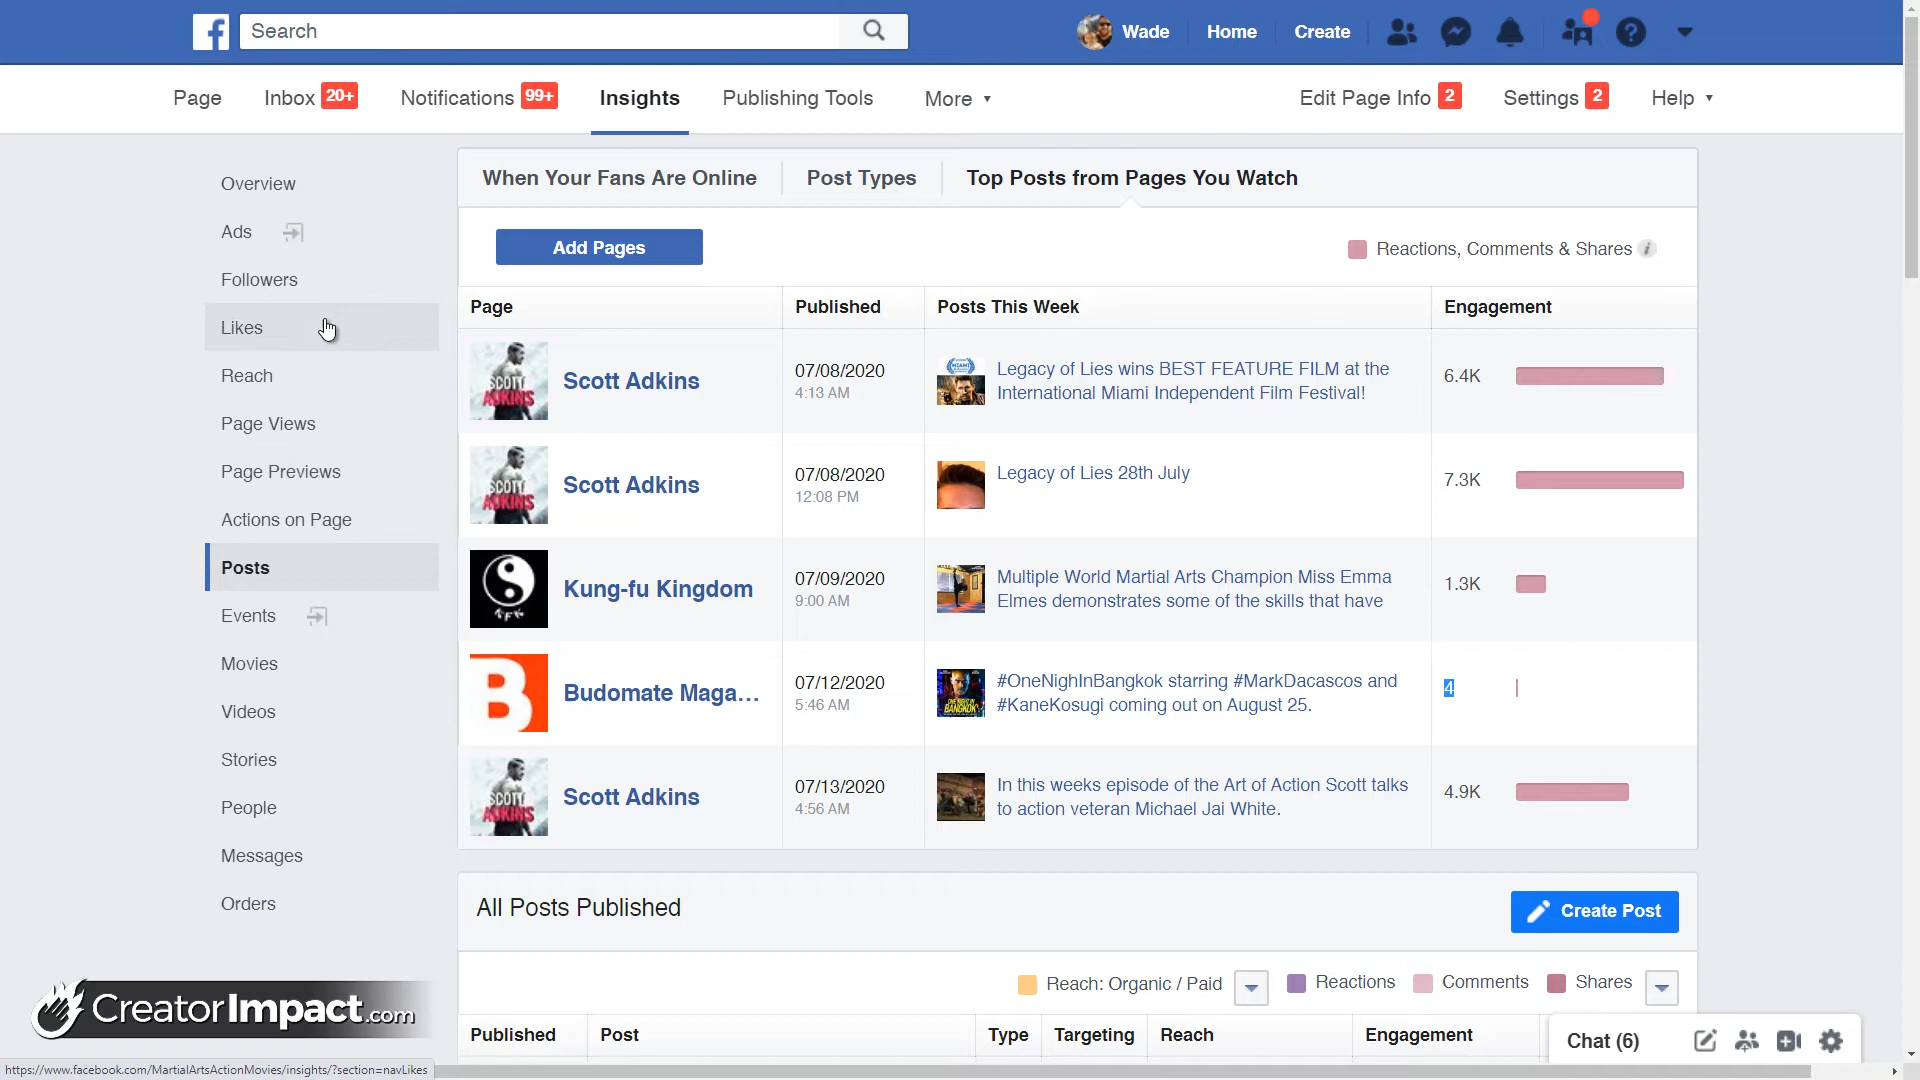 Search
Wade
Home
Create
Page
Inbox 20+
Notifications 99+
Insights
Publishing Tools
More
Edit Page Info 2
Settings 2
Help
Overview
Ads
Followers
Likes
Reach
Page Views
Page Previews
Actions on Page
Posts
Events
Movies
Videos
Stories
People
Messages
Orders
When Your Fans Are Online
Post Types
Top Posts from Pages You Watch
Add Pages
Reactions, Comments & Shares
Page
Published
Posts This Week
Engagement
SCOTT
ADKINS
Scott Adkins
07/08/2020
4:13 AM
Legacy of Lies wins BEST FEATURE FILM at the
International Miami Independent Film Festival!
6.4K
SCOTT
ADKINS
Scott Adkins
07/08/2020
12:08 PM
Legacy of Lies 28th July
7.3K
Kung-fu Kingdom
07/09/2020
9:00 AM
Multiple World Martial Arts Champion Miss Emma
Elmes demonstrates some of the skills that have
1.3K
B
Budomate Maga...
07/12/2020
5:46 AM
#OneNighInBangkok starring #MarkDacascos and
#KaneKosugi coming out on August 25.
4
SCOTT
ADKINS
Scott Adkins
07/13/2020
4:56 AM
In this weeks episode of the Art of Action Scott talks
to action veteran Michael Jai White.
4.9K
All Posts Published
Create Post
Reach: Organic / Paid
Reactions
Comments
Shares
Published
Post
Type
Targeting
Reach
Engagement
Chat (6)
CreatorImpact.com
https://www.facebook.com/MartialArtsActionMovies/insights/?section=navLikes